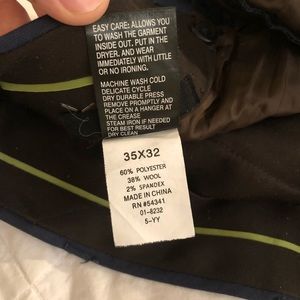 EASY CARE: ALLOWS YOU
TO WASH THE GARMENT
INSIDE OUT. PUT IN THE
DRYER, AND WEAR
IMMEDIATELY WITH LITTLE
OR NO IRONING.
MACHINE WASH COLD
DELICATE CYCLE
DRY DURABLE PRESS
REMOVE PROMPTLY AND
PLACE ON A HANGER AT
THE CREASE
STEAM IRON IF NEEDED
FOR BEST RESULT
DRY CLEAN
35X32
60% POLYESTER
38% WOOL
2% SPANDEX
MADE IN CHINA
RN #54341
01-8232
5-YY